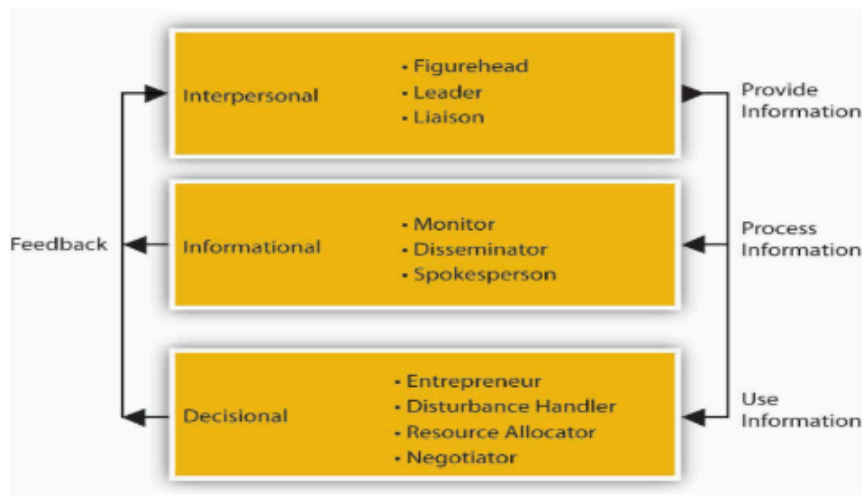 Interpersonal
• Figurehead
• Leader
• Liaison
Provide
Information
Feedback
Informational
• Monitor
• Disseminator
• Spokesperson
Process
Information
Decisional
• Entrepreneur
• Disturbance Handler
• Resource Allocator
• Negotiator
Use
Information